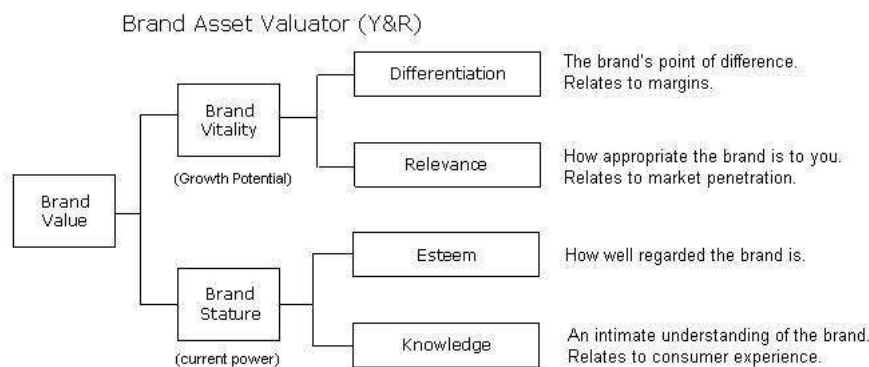 Brand Asset Valuator (Y&R)
Differentiation
The brand's point of difference.
Relates to margins.
Brand
Vitality
(Growth Potential)
Relevance
How appropriate the brand is to you.
Relates to market penetration.
Brand
Value
Esteem
How well regarded the brand is.
Brand
Stature
(current power)
Knowledge
An intimate understanding of the brand.
Relates to consumer experience.